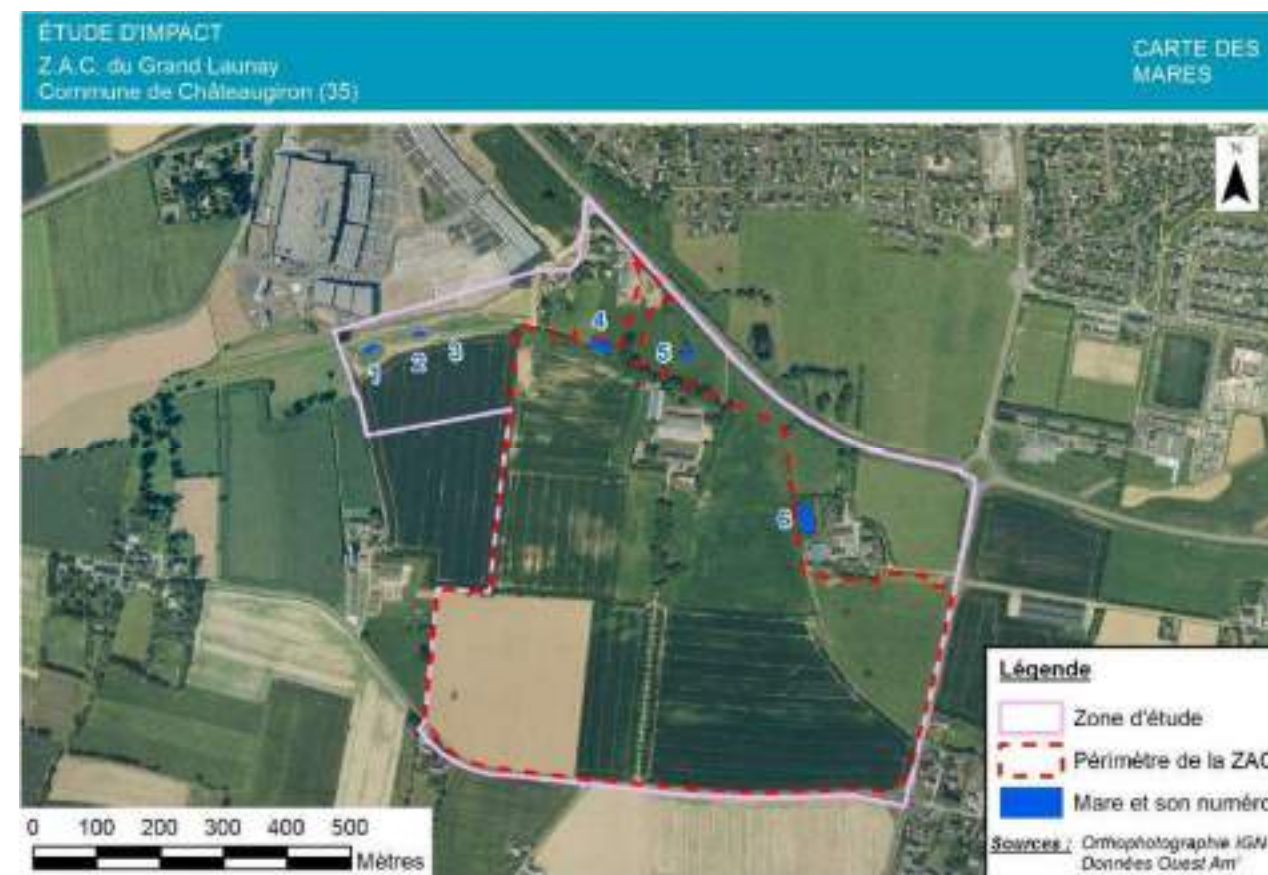 ÉTUDE D'IMPACT
Z.A.C. du Grand Launay
Commune de Châteaugiron (35)
CARTE DES
MARES
N
4
5
1
2
3
6
Légende
Zone d'étude
Périmètre de la ZAC
Mare et son numéro
Sources : Orthophotographie IGN
Données Ouest Am'
0 100 200 300 400 500
Mètres